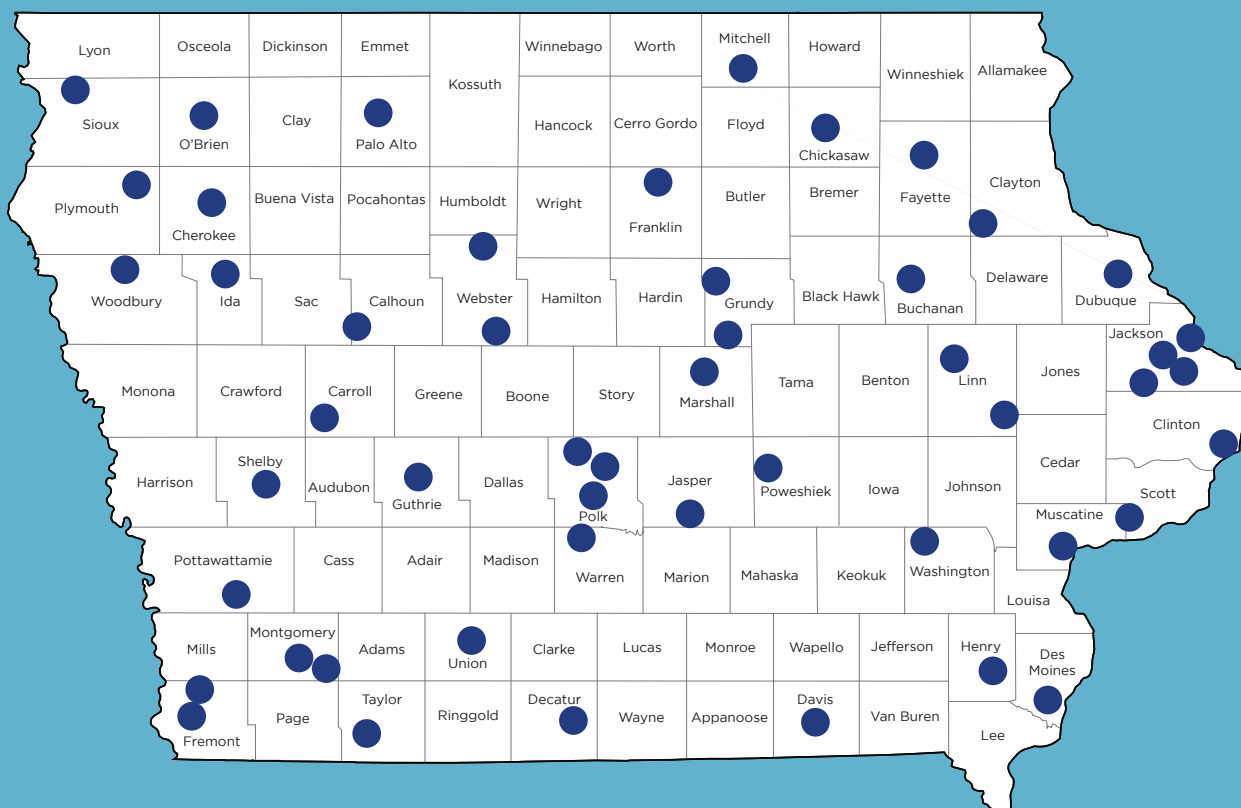 Lyon
Osceola
Dickinson
Emmet
Kossuth
Winnebago
Worth
Mitchell
Howard
Winneshiek
Allamakee
Sioux
O'Brien
Clay
Palo Alto
Hancock
Cerro Gordo
Floyd
Chickasaw
Fayette
Clayton
Plymouth
Cherokee
Buena Vista
Pocahontas
Humboldt
Wright
Franklin
Butler
Bremer
Woodbury
Ida
Sac
Calhoun
Webster
Hamilton
Hardin
Grundy
Black Hawk
Buchanan
Delaware
Dubuque
Monona
Crawford
Carroll
Greene
Boone
Story
Marshall
Tama
Benton
Linn
Jones
Jackson
Clinton
Harrison
Shelby
Audubon
Guthrie
Dallas
Polk
Jasper
Poweshiek
Iowa
Johnson
Cedar
Scott
Muscatine
Pottawattamie
Cass
Adair
Madison
Warren
Marion
Mahaska
Keokuk
Washington
Louisa
Mills
Montgomery
Adams
Union
Clarke
Lucas
Monroe
Wapello
Jefferson
Henry
Des
Moines
Fremont
Page
Taylor
Ringgold
Decatur
Wayne
Appanoose
Davis
Van Buren
Lee